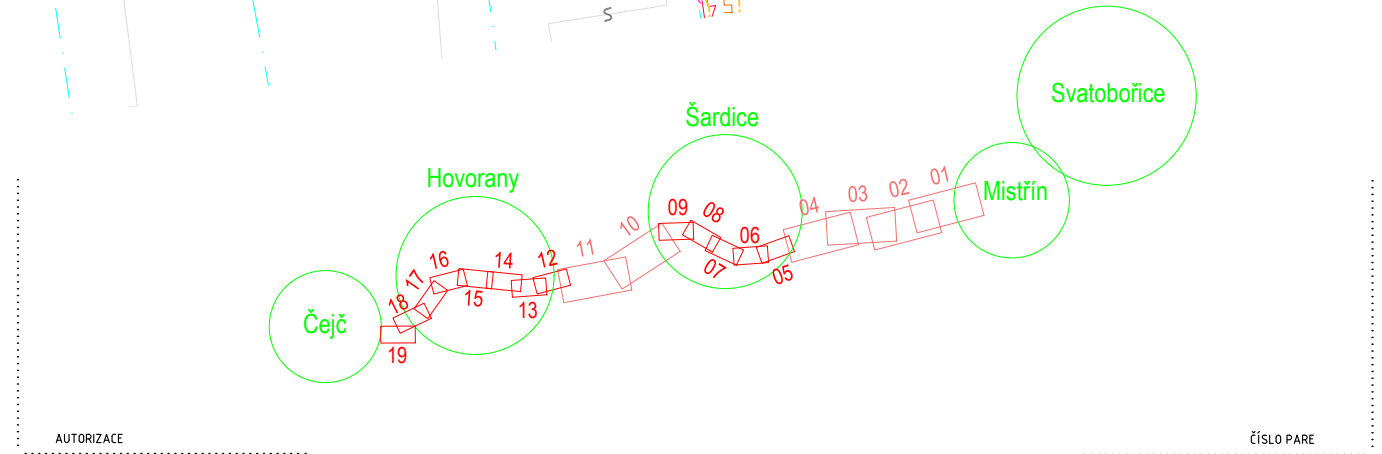 S
Svatobořice
Šardice
Hovorany
Mistřín
01
02
03
04
05
06
07
08
09
10
11
12
13
14
15
16
17
18
19
Čejč
AUTORIZACE
ČÍSLO PARE